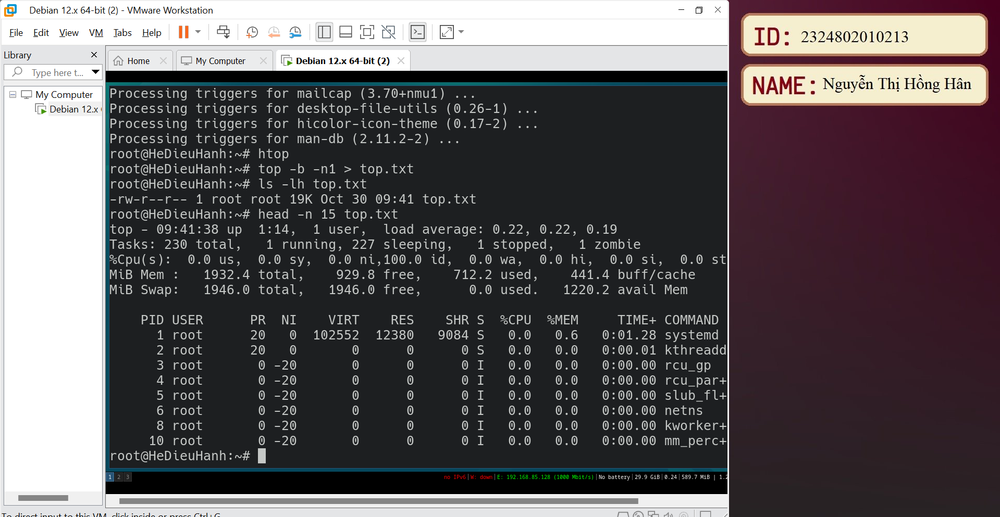 Debian 12.x 64-bit (2) - VMware Workstation
File Edit View VM Tabs Help
Library
Type here t...
My Computer
Debian 12.x
Home
My Computer
Debian 12.x 64-bit (2)
Processing triggers for mailcap (3.70+nmu1) ...
Processing triggers for desktop-file-utils (0.26-1) ...
Processing triggers for hicolor-icon-theme (0.17-2) ...
Processing triggers for man-db (2.11.2-2) ...
root@HeDieuHanh:~# htop
root@HeDieuHanh:~# top -b -n1 > top.txt
root@HeDieuHanh:~# ls -lh top.txt
-rw-r--r-- 1 root root 19K Oct 30 09:41 top.txt
root@HeDieuHanh:~# head -n 15 top.txt
top - 09:41:38 up  1:14,  1 user,  load average: 0.22, 0.22, 0.19
Tasks: 230 total,   1 running, 227 sleeping,   1 stopped,   1 zombie
%Cpu(s):  0.0 us,  0.0 sy,  0.0 ni,100.0 id,  0.0 wa,  0.0 hi,  0.0 si,  0.0 st
MiB Mem :   1932.4 total,    929.8 free,    712.2 used,    441.4 buff/cache
MiB Swap:   1946.0 total,   1946.0 free,      0.0 used.   1220.2 avail Mem
PID USER      PR  NI    VIRT    RES    SHR S  %CPU  %MEM     TIME+ COMMAND
1 root      20   0  102552  12380   9084 S   0.0   0.6   0:01.28 systemd
2 root      20   0       0      0      0 S   0.0   0.0   0:00.01 kthreadd
3 root       0 -20       0      0      0 I   0.0   0.0   0:00.00 rcu_gp
4 root       0 -20       0      0      0 I   0.0   0.0   0:00.00 rcu_par+
5 root       0 -20       0      0      0 I   0.0   0.0   0:00.00 slub_fl+
6 root       0 -20       0      0      0 I   0.0   0.0   0:00.00 netns
8 root       0 -20       0      0      0 I   0.0   0.0   0:00.00 kworker+
10 root       0 -20       0      0      0 I   0.0   0.0   0:00.00 mm_perc+
root@HeDieuHanh:~#
1 2 3
no IPv6|W: down|E: 192.168.85.128 (1000 Mbit/s)|No battery|29.9 GiB|0.24|589.7 MiB | 1.2
To direct input to this VM, click inside or press Ctrl+G.
ID: 2324802010213
NAME: Nguyễn Thị Hồng Hân